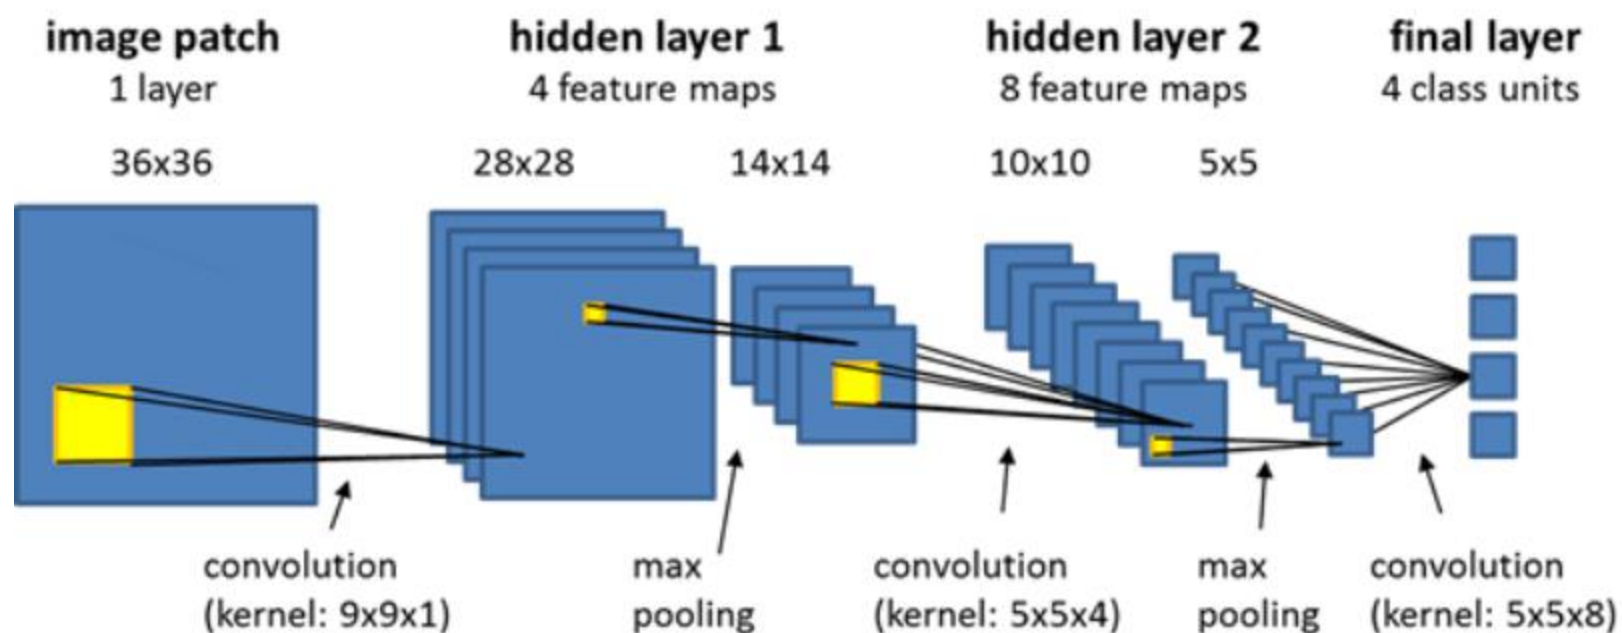 image patch
1 layer
36x36
hidden layer 1
4 feature maps
28x28
14x14
hidden layer 2
8 feature maps
10x10
5x5
final layer
4 class units
convolution
(kernel: 9x9x1)
max
pooling
convolution
(kernel: 5x5x4)
max
pooling
convolution
(kernel: 5x5x8)